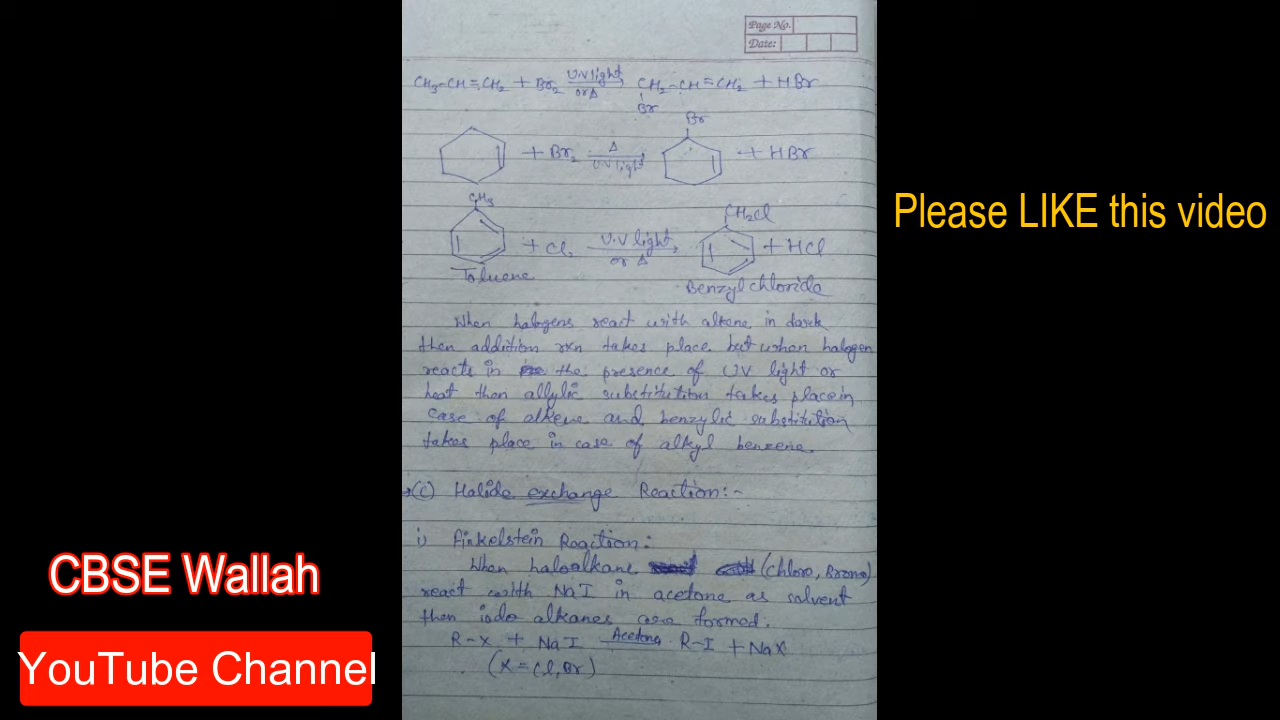 Page No.
Date:
CH3-CH=CH2 + Br2 U.V light or Δ CH2-CH=CH2 + HBr
Br
Br
+ Br2 Δ U.V light + HBr
CH3
CH2Cl
+ Cl2 U.V light or Δ + HCl
Toluene
Benzyl chloride
When halogens react with alkene in dark
then addition rxn takes place but when halogen
reacts in the presence of UV light or
heat then allylic substitution takes place in
case of alkene and benzylic substitution
takes place in case of alkyl benzene.
→(C) Halide exchange Reaction:-
i) Finkelstein Reaction:
When haloalkane (Chloro, Bromo)
react with NaI in acetone as solvent
then iodo alkanes are formed.
R-X + NaI Acetone R-I + NaX
(X = Cl, Br)
Please LIKE this video
CBSE Wallah
YouTube Channel